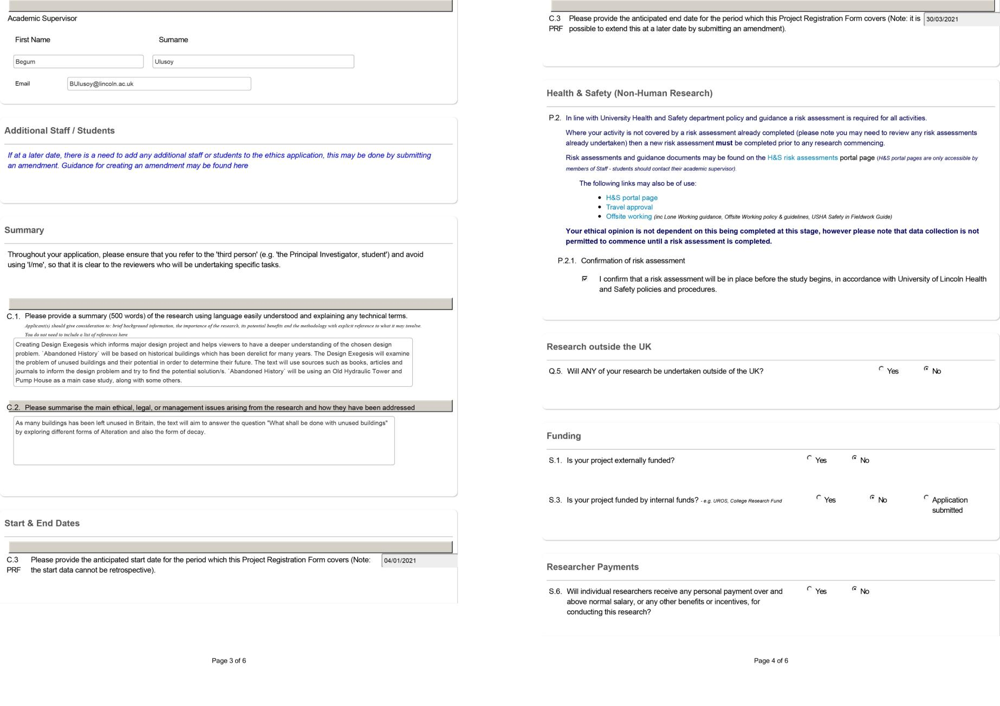 Academic Supervisor
First Name Surname
Begum Ulusoy
Email BUlusoy@lincoln.ac.uk
Additional Staff / Students
If at a later date, there is a need to add any additional staff or students to the ethics application, this may be done by submitting
an amendment. Guidance for creating an amendment may be found here
Summary
Throughout your application, please ensure that you refer to the 'third person' (e.g. 'the Principal Investigator, student') and avoid
using 'I/me', so that it is clear to the reviewers who will be undertaking specific tasks.
C.1. Please provide a summary (500 words) of the research using language easily understood and explaining any technical terms.
Applicant(s) should give consideration to: brief background information, the importance of the research, its potential benefits and the methodology with explicit reference to what it may involve.
You do not need to include a list of references here
Creating Design Exegesis which informs major design project and helps viewers to have a deeper understanding of the chosen design
problem. `Abandoned History` will be based on historical buildings which has been derelict for many years. The Design Exegesis will examine
the problem of unused buildings and their potential in order to determine their future. The text will use sources such as books, articles and
journals to inform the design problem and try to find the potential solution/s. `Abandoned History` will be using an Old Hydraulic Tower and
Pump House as a main case study, along with some others.
C.2. Please summarise the main ethical, legal, or management issues arising from the research and how they have been addressed
As many buildings has been left unused in Britain, the text will aim to answer the question "What shall be done with unused buildings"
by exploring different forms of Alteration and also the form of decay.
Start & End Dates
C.3 Please provide the anticipated start date for the period which this Project Registration Form covers (Note: 04/01/2021
PRF the start data cannot be retrospective).
Page 3 of 6
C.3 Please provide the anticipated end date for the period which this Project Registration Form covers (Note: it is 30/03/2021
PRF possible to extend this at a later date by submitting an amendment).
Health & Safety (Non-Human Research)
P.2. In line with University Health and Safety department policy and guidance a risk assessment is required for all activities.
Where your activity is not covered by a risk assessment already completed (please note you may need to review any risk assessments
already undertaken) then a new risk assessment must be completed prior to any research commencing.
Risk assessments and guidance documents may be found on the H&S risk assessments portal page (H&S portal pages are only accessible by
members of Staff - students should contact their academic supervisor).
The following links may also be of use:
• H&S portal page
• Travel approval
• Offsite working (inc Lone Working guidance, Offsite Working policy & guidelines, USHA Safety in Fieldwork Guide)
Your ethical opinion is not dependent on this being completed at this stage, however please note that data collection is not
permitted to commence until a risk assessment is completed.
P.2.1. Confirmation of risk assessment
I confirm that a risk assessment will be in place before the study begins, in accordance with University of Lincoln Health
and Safety policies and procedures.
Research outside the UK
Q.5. Will ANY of your research be undertaken outside of the UK? Yes No
Funding
S.1. Is your project externally funded? Yes No
S.3. Is your project funded by internal funds? - e.g. UROS, College Research Fund Yes No Application
submitted
Researcher Payments
S.6. Will individual researchers receive any personal payment over and Yes No
above normal salary, or any other benefits or incentives, for
conducting this research?
Page 4 of 6